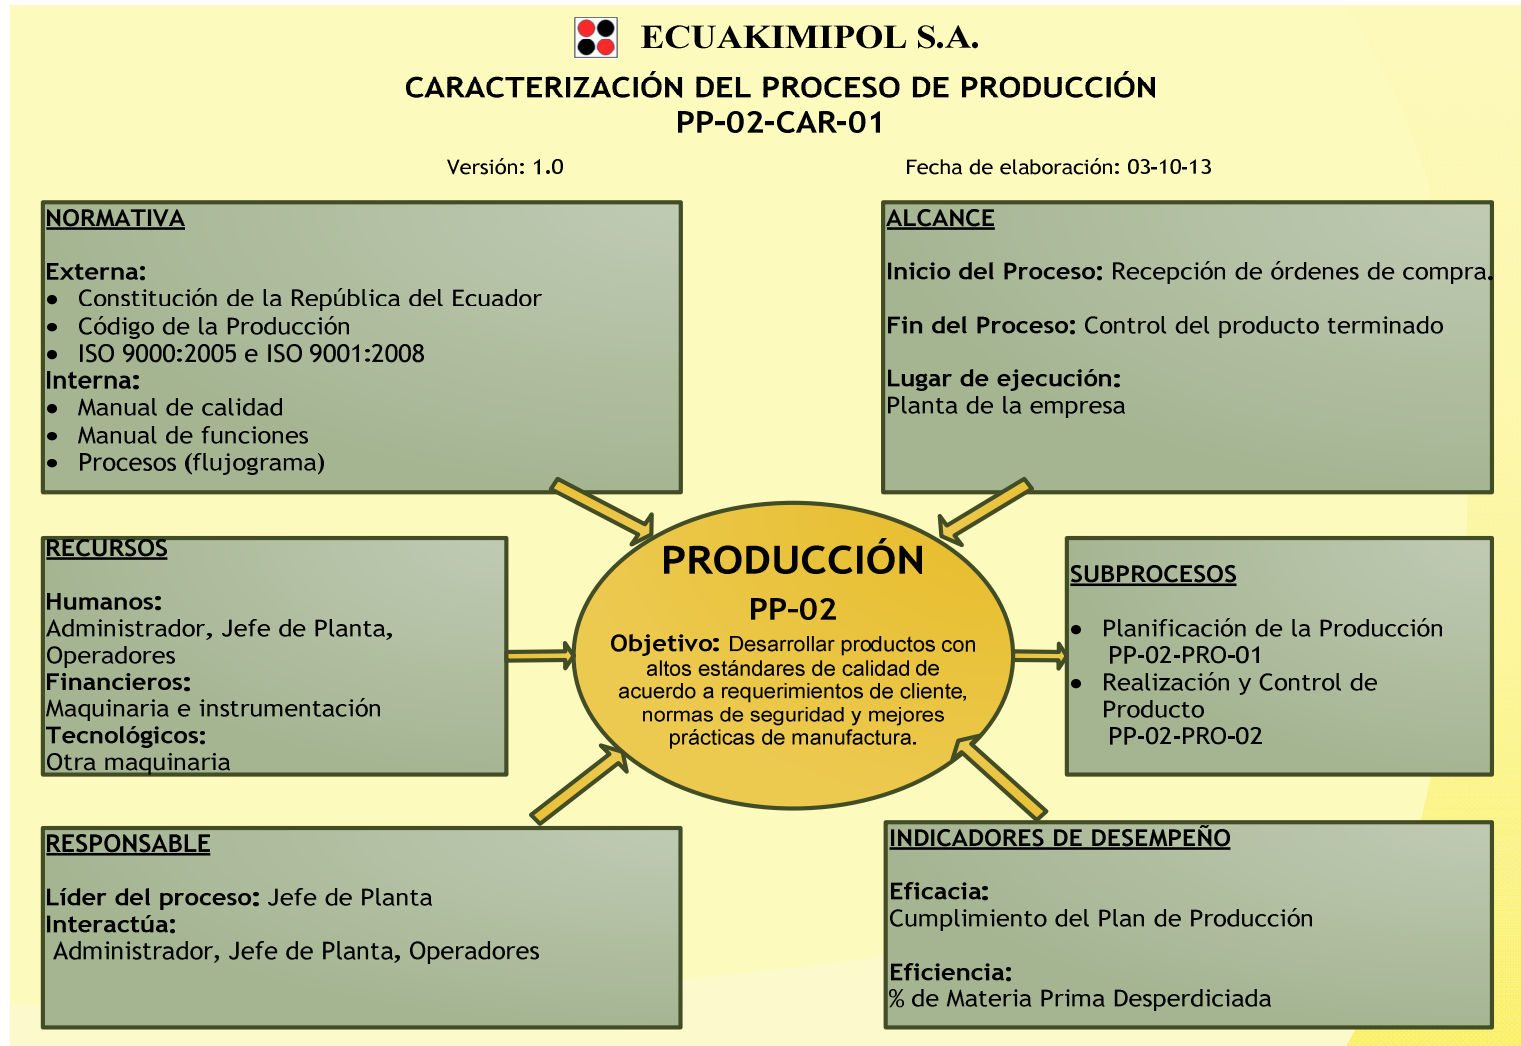 ECUAKIMIPOL S.A.
CARACTERIZACIÓN DEL PROCESO DE PRODUCCIÓN
PP-02-CAR-01
Versión: 1.0
Fecha de elaboración: 03-10-13
NORMATIVA
Externa:
• Constitución de la República del Ecuador
• Código de la Producción
• ISO 9000:2005 e ISO 9001:2008
Interna:
• Manual de calidad
• Manual de funciones
• Procesos (flujograma)
ALCANCE
Inicio del Proceso: Recepción de órdenes de compra.
Fin del Proceso: Control del producto terminado
Lugar de ejecución:
Planta de la empresa
RECURSOS
Humanos:
Administrador, Jefe de Planta,
Operadores
Financieros:
Maquinaria e instrumentación
Tecnológicos:
Otra maquinaria
PRODUCCIÓN
PP-02
Objetivo: Desarrollar productos con
altos estándares de calidad de
acuerdo a requerimientos de cliente,
normas de seguridad y mejores
prácticas de manufactura.
SUBPROCESOS
• Planificación de la Producción
PP-02-PRO-01
• Realización y Control de
Producto
PP-02-PRO-02
RESPONSABLE
Líder del proceso: Jefe de Planta
Interactúa:
Administrador, Jefe de Planta, Operadores
INDICADORES DE DESEMPEÑO
Eficacia:
Cumplimiento del Plan de Producción
Eficiencia:
% de Materia Prima Desperdiciada